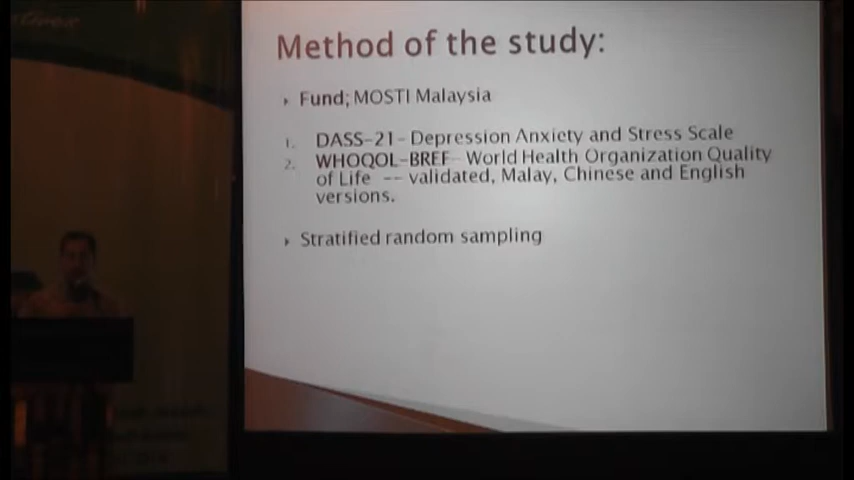 Method of the study:
Fund; MOSTI Malaysia
1. DASS-21- Depression Anxiety and Stress Scale
2. WHOQOL-BREF- World Health Organization Quality
of Life -- validated, Malay, Chinese and English
versions.
Stratified random sampling